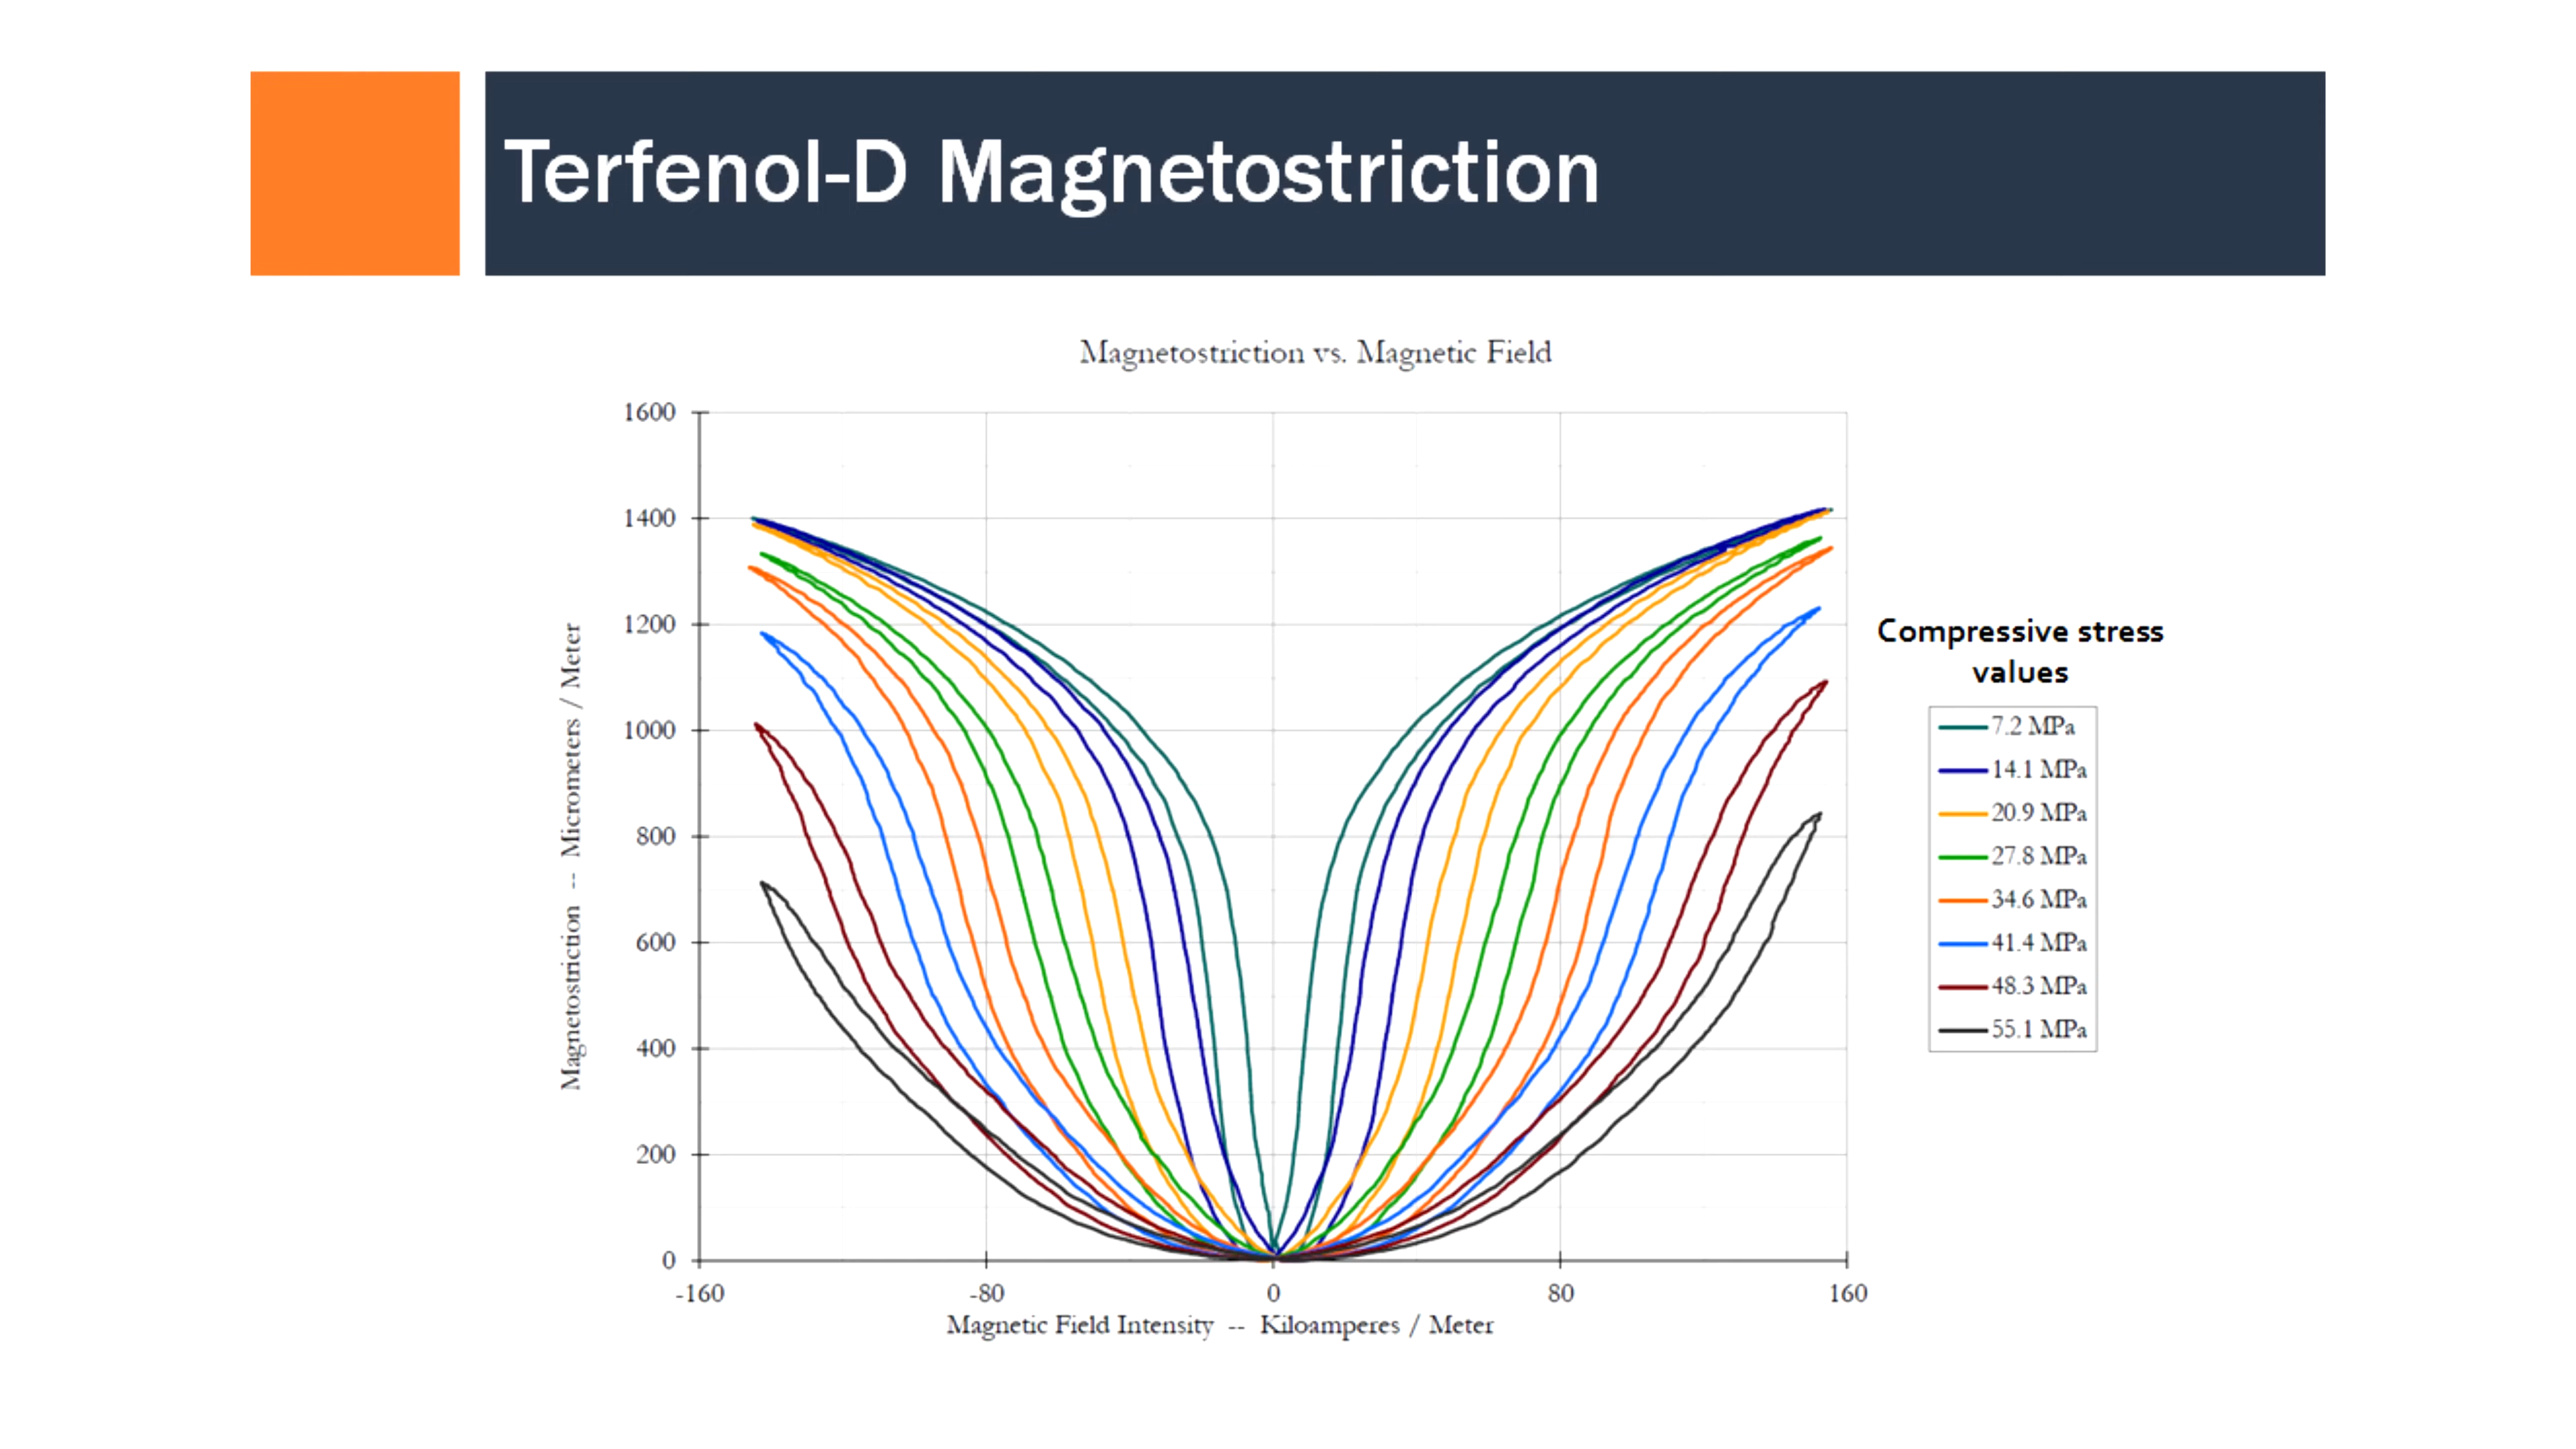 Terfenol-D Magnetostriction
Magnetostriction vs. Magnetic Field
1600
1400
1200
1000
800
600
400
200
0
Magnetostriction -- Micrometers / Meter
-160
-80
0
80
160
Magnetic Field Intensity -- Kiloamperes / Meter
Compressive stress
values
7.2 MPa
14.1 MPa
20.9 MPa
27.8 MPa
34.6 MPa
41.4 MPa
48.3 MPa
55.1 MPa